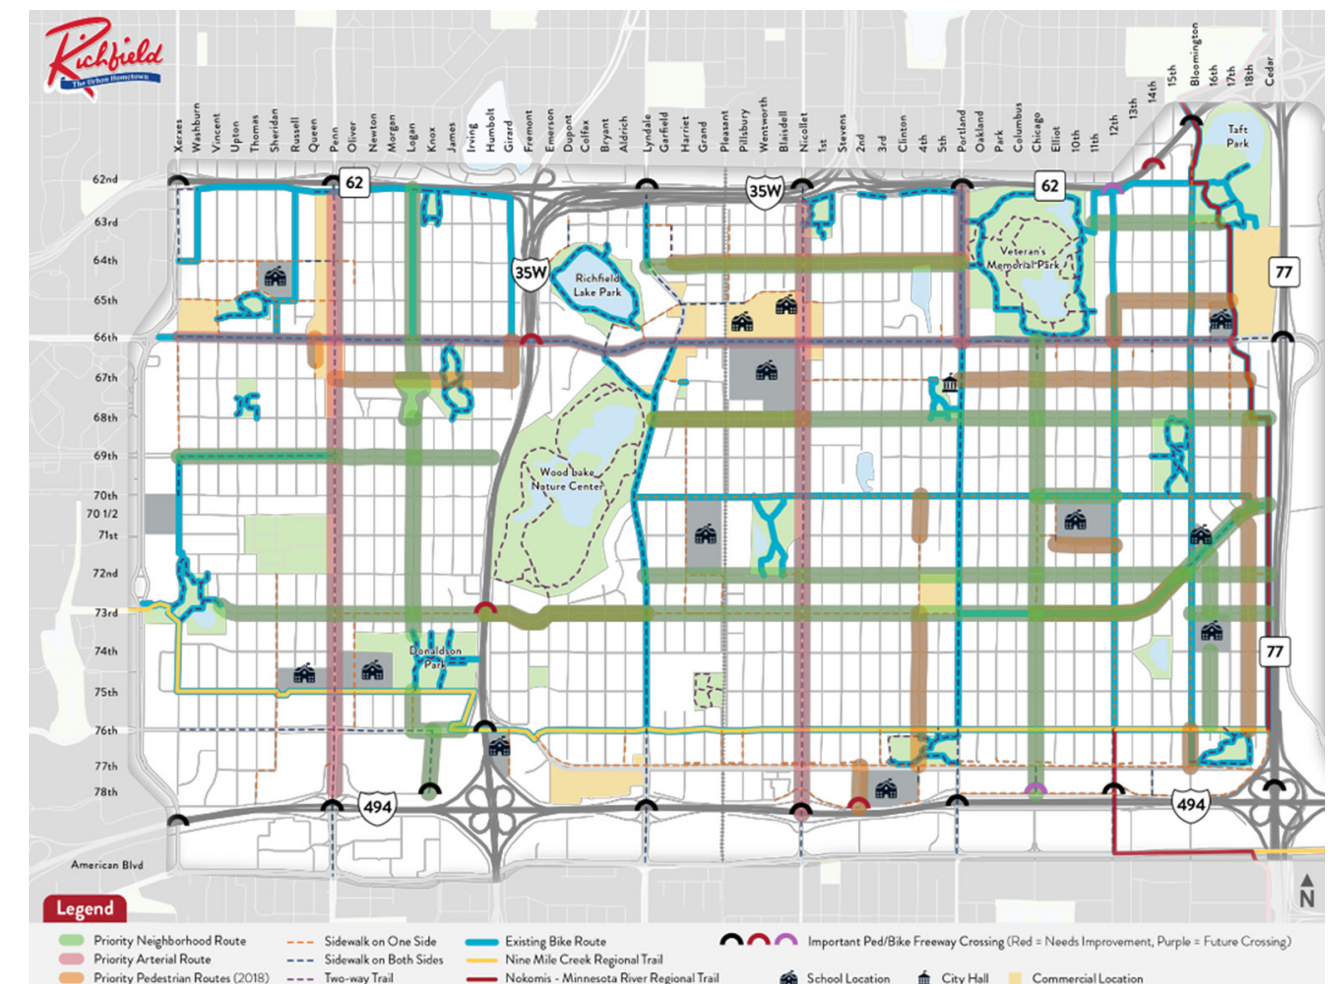 Richfield
The Urban Hometown
Xerxes
Washburn
Vincent
Upton
Thomas
Sheridan
Russell
Queen
Penn
Oliver
Newton
Morgan
Logan
Knox
James
Irving
Humbolt
Girard
Fremont
Emerson
Dupont
Colfax
Bryant
Aldrich
Lyndale
Garfield
Harriet
Grand
Pleasant
Pillsbury
Wentworth
Blaisdell
Nicollet
1st
Stevens
2nd
3rd
Clinton
4th
5th
Portland
Oakland
Park
Columbus
Chicago
Elliot
10th
11th
12th
13th
14th
15th
Bloomington
16th
17th
18th
Cedar
62nd
63rd
64th
65th
66th
67th
68th
69th
70th
70 1/2
71st
72nd
73rd
74th
75th
76th
77th
78th
American Blvd
62
35W
62
35W
77
77
494
494
Taft
Park
Veteran's
Memorial Park
Richfield
Lake Park
Wood Lake
Nature Center
Donaldson
Park
N
Legend
Priority Neighborhood Route
Priority Arterial Route
Priority Pedestrian Routes (2018)
Sidewalk on One Side
Sidewalk on Both Sides
Two-way Trail
Existing Bike Route
Nine Mile Creek Regional Trail
Nokomis - Minnesota River Regional Trail
Important Ped/Bike Freeway Crossing (Red = Needs Improvement, Purple = Future Crossing)
School Location
City Hall
Commercial Location